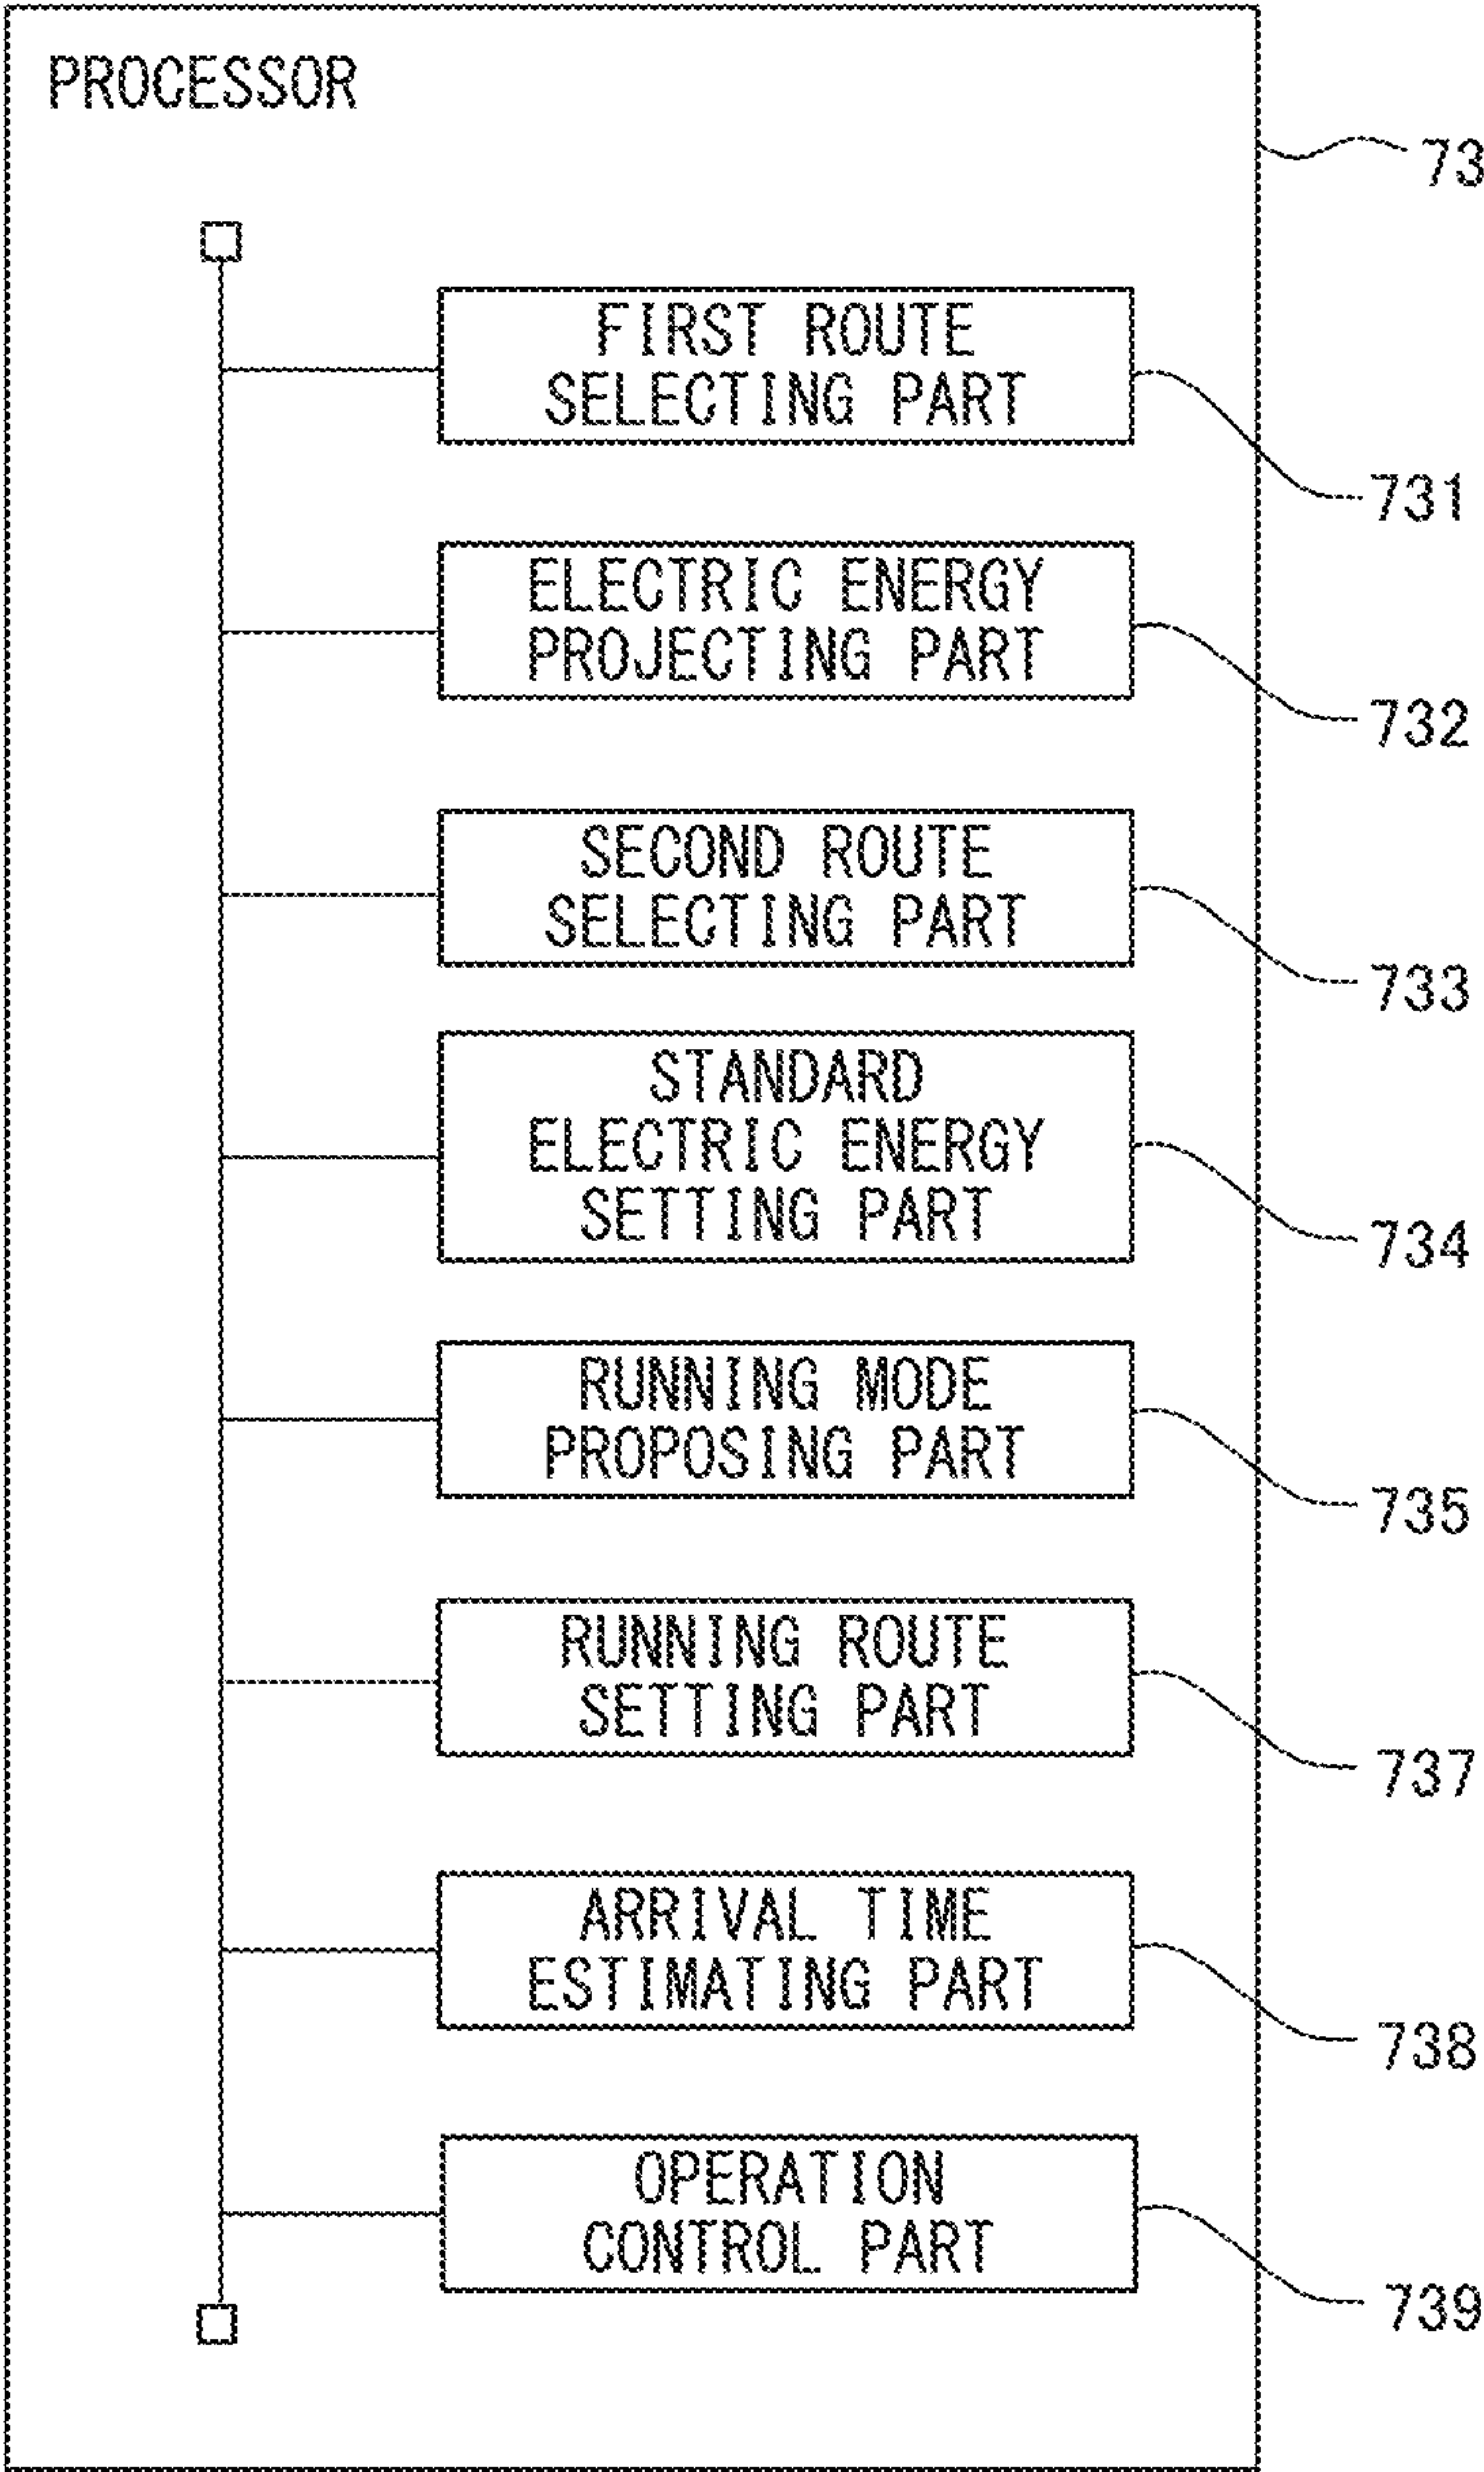 PROCESSOR
73
FIRST ROUTE
SELECTING PART
731
ELECTRIC ENERGY
PROJECTING PART
732
SECOND ROUTE
SELECTING PART
733
STANDARD
ELECTRIC ENERGY
SETTING PART
734
RUNNING MODE
PROPOSING PART
735
RUNNING ROUTE
SETTING PART
737
ARRIVAL TIME
ESTIMATING PART
738
OPERATION
CONTROL PART
739